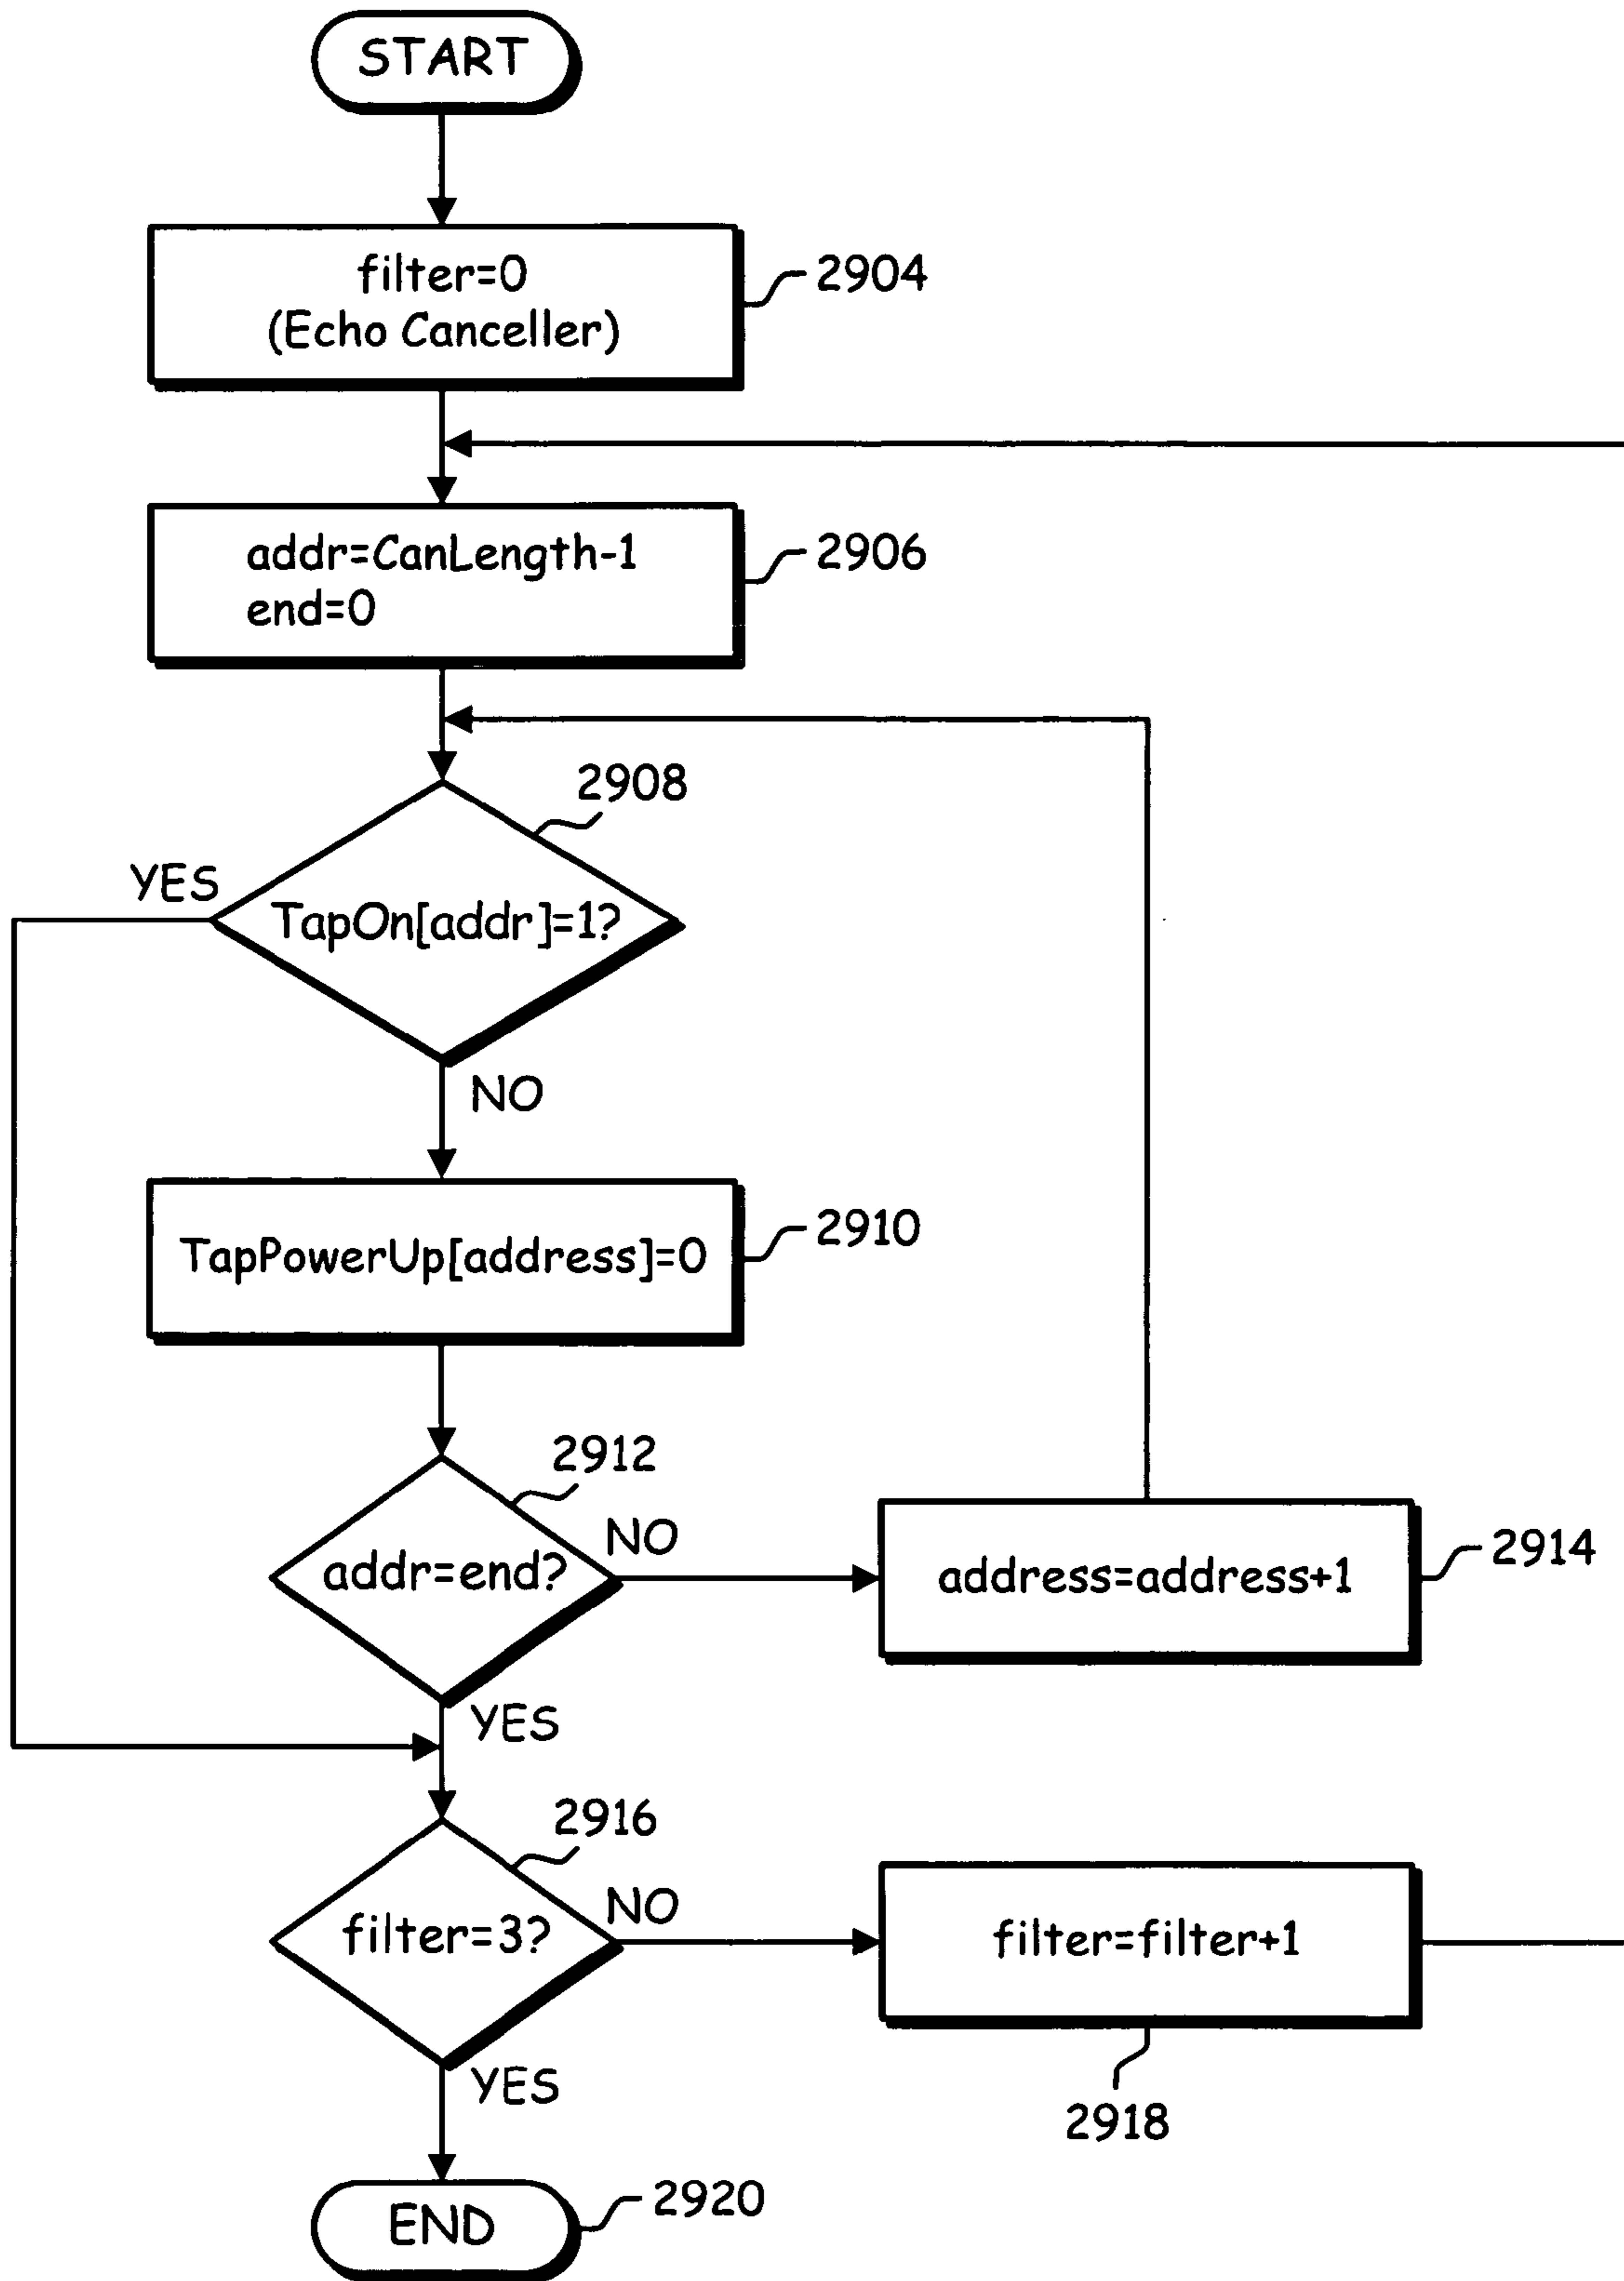 START
filter=0
(Echo Canceller)
2904
addr=CanLength-1
end=0
2906
2908
YES
TapOn[addr]=1?
NO
TapPowerUp[address]=0
2910
2912
addr=end?
NO
address=address+1
2914
YES
2916
filter=3?
NO
filter=filter+1
2918
YES
END
2920